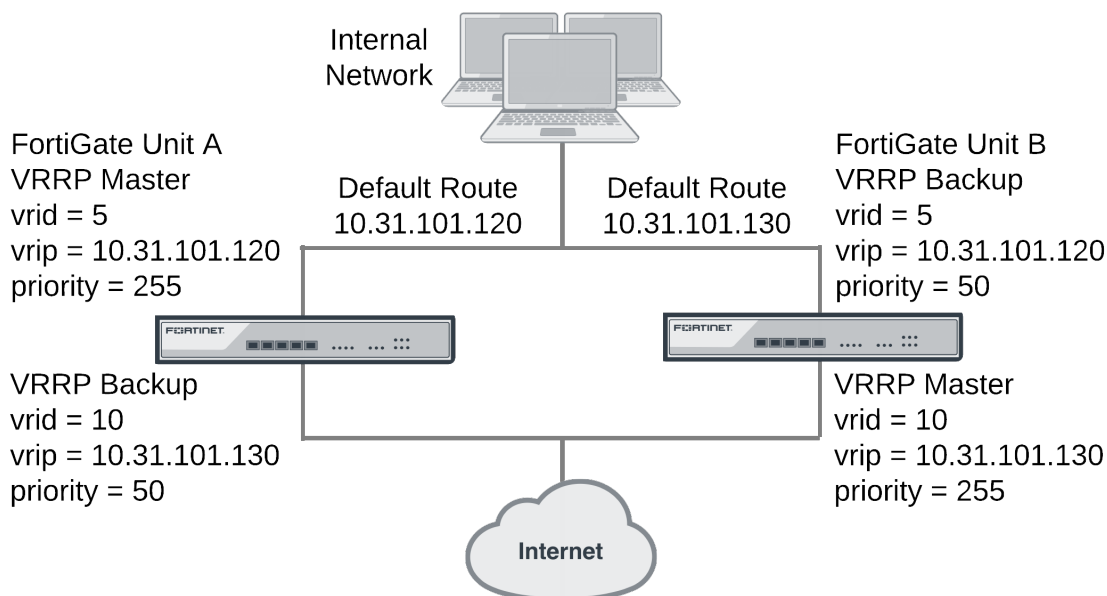 Internal
Network
FortiGate Unit A
VRRP Master
vrid = 5
vrip = 10.31.101.120
priority = 255
Default Route
10.31.101.120
Default Route
10.31.101.130
FortiGate Unit B
VRRP Backup
vrid = 5
vrip = 10.31.101.120
priority = 50
FORTINET
FORTINET
VRRP Backup
vrid = 10
vrip = 10.31.101.130
priority = 50
VRRP Master
vrid = 10
vrip = 10.31.101.130
priority = 255
Internet